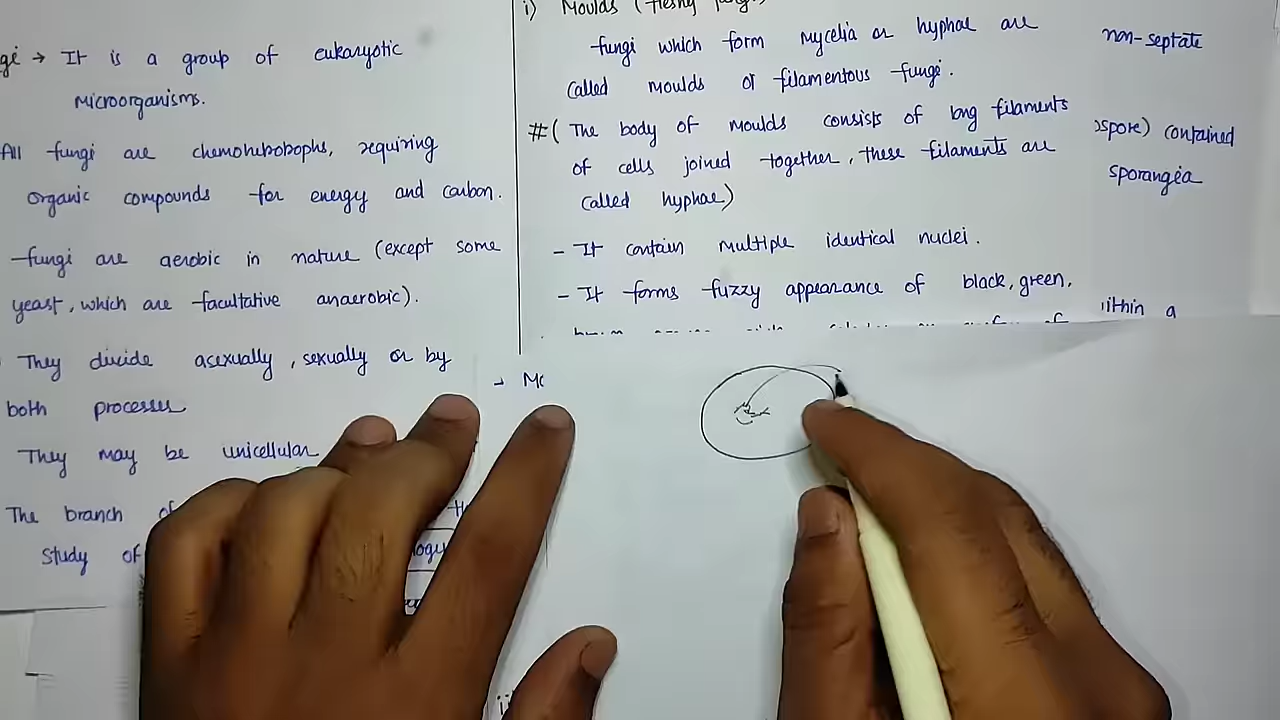 gi → It is a group of eukaryotic
microorganisms.
All fungi are chemoheterotrophs, requiring
organic compounds for energy and carbon.
fungi are aerobic in nature (except some
yeast, which are facultative anaerobic).
They divide asexually, sexually or by
both processes
They may be unicellular
The branch of
study of
i) Moulds (fleshy fungi)
fungi which form mycelia or hyphae are
called moulds or filamentous fungi.
#( The body of moulds consists of long filaments
of cells joined together, these filaments are
called hyphae)
- It contain multiple identical nuclei.
- It forms fuzzy appearance of black, green,
non-septate
ospore) contained
sporangia
within a